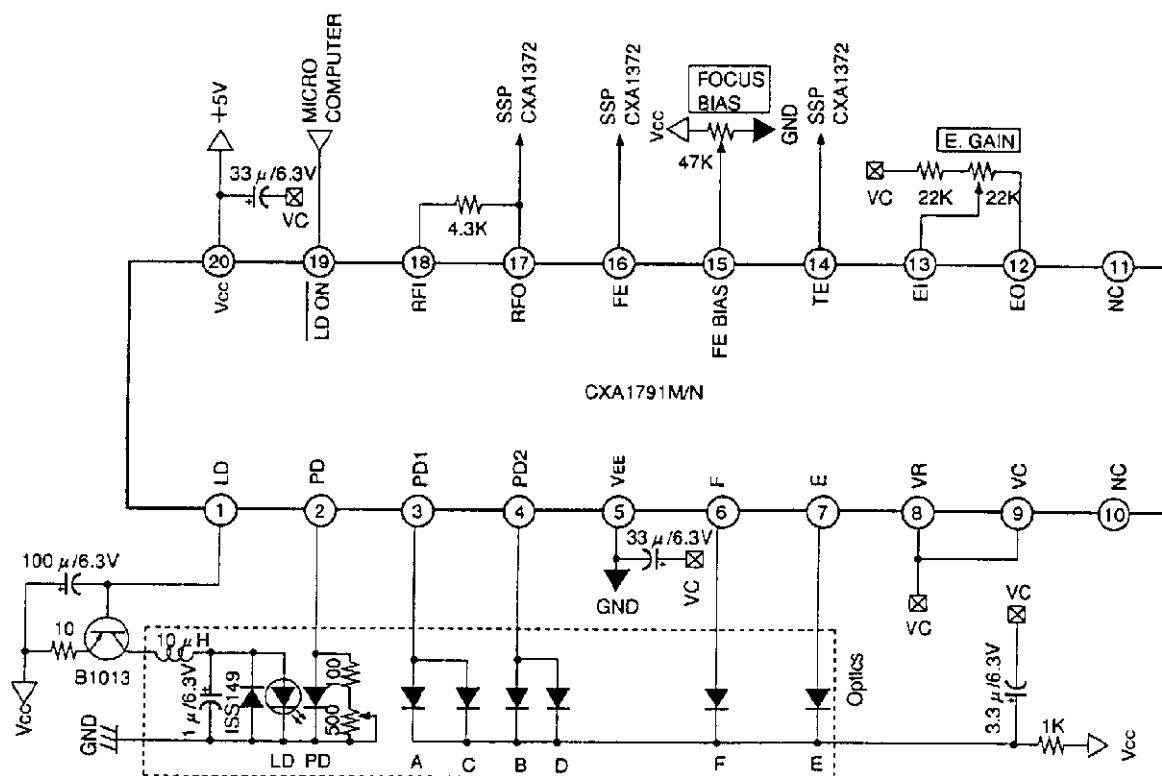 +5V
MICRO
COMPUTER
SSP
CXA1372
SSP
CXA1372
FOCUS
BIAS
Vcc
GND
47K
SSP
CXA1372
E. GAIN
33 μ/6.3V
VC
4.3K
VC
22K
22K
20
19
18
17
16
15
14
13
12
11
Vcc
LD ON
RFI
RFO
FE
FE BIAS
TE
EI
EO
NC
CXA1791M/N
LD
PD
PD1
PD2
VEE
F
E
VR
VC
NC
1
2
3
4
5
6
7
8
9
10
100 μ/6.3V
33 μ/6.3V
VC
GND
VC
VC
10
B1013
10 μH
1 μ/6.3V
ISS149
100
500
Optics
3.3 μ/6.3V
1K
Vcc
Vcc
GND
LD
PD
A
C
B
D
F
E